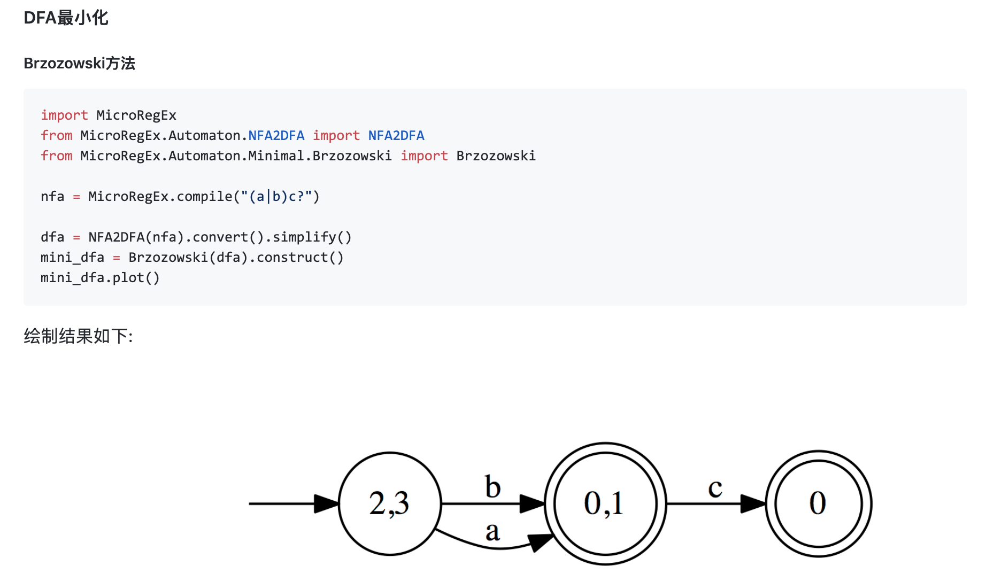 DFA最小化
Brzozowski方法
import MicroRegEx
from MicroRegEx.Automaton.NFA2DFA import NFA2DFA
from MicroRegEx.Automaton.Minimal.Brzozowski import Brzozowski
nfa = MicroRegEx.compile("(a|b)c?")
dfa = NFA2DFA(nfa).convert().simplify()
mini_dfa = Brzozowski(dfa).construct()
mini_dfa.plot()
绘制结果如下:
2,3
b
a
0,1
c
0